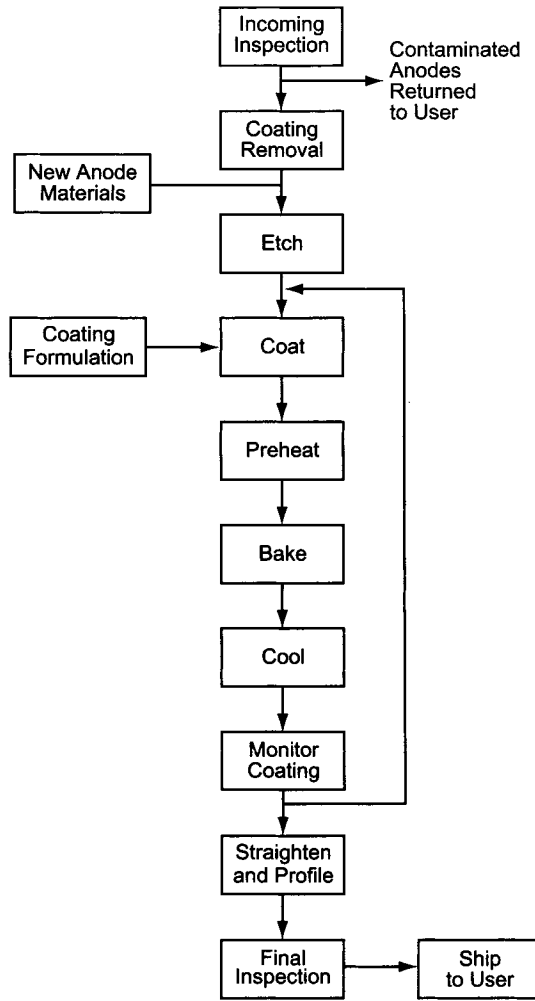 Incoming
Inspection
Contaminated
Anodes
Returned
to User
Coating
Removal
New Anode
Materials
Etch
Coating
Formulation
Coat
Preheat
Bake
Cool
Monitor
Coating
Straighten
and Profile
Final
Inspection
Ship
to User